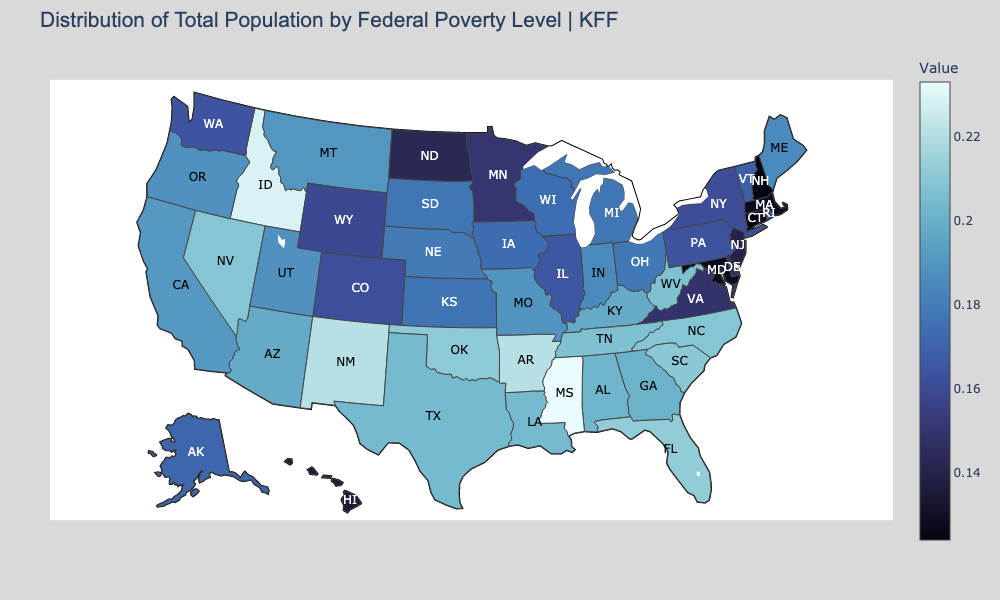 Distribution of Total Population by Federal Poverty Level | KFF
Value
0.22
0.2
0.18
0.16
0.14
WA
MT
ND
MN
ME
OR
ID
SD
WI
MI
VT
NH
NY
MA
RI
CT
WY
IA
PA
NJ
NV
NE
OH
IL
IN
MD
DE
CA
UT
CO
KS
MO
WV
VA
KY
AZ
NM
OK
AR
TN
NC
SC
MS
AL
GA
TX
LA
FL
AK
HI